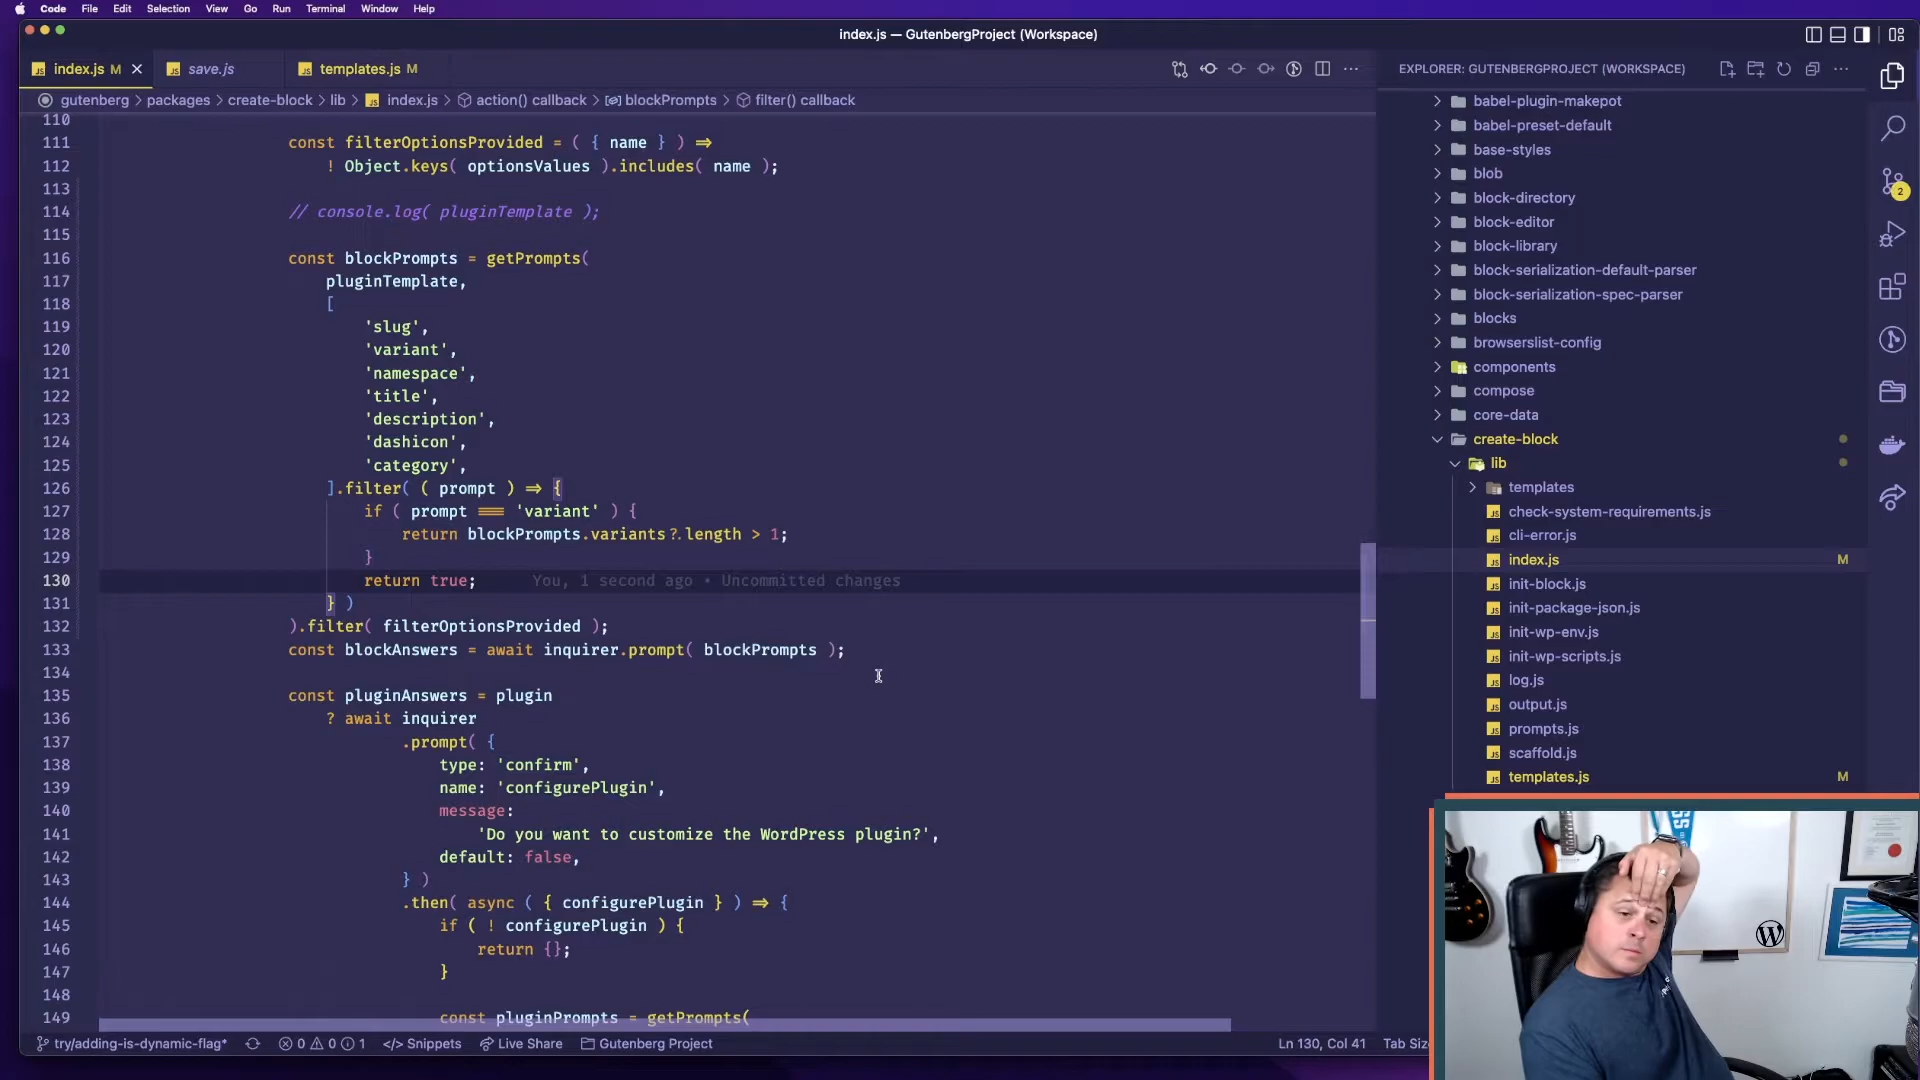 Code File Edit Selection View Go Run Terminal Window Help
index.js — GutenbergProject (Workspace)
index.js M save.js templates.js M
gutenberg > packages > create-block > lib > index.js > action() callback > blockPrompts > filter() callback
110
111 const filterOptionsProvided = ( { name } ) ⇒
112 ! Object.keys( optionsValues ).includes( name );
113
114 // console.log( pluginTemplate );
115
116 const blockPrompts = getPrompts(
117 pluginTemplate,
118 [
119 'slug',
120 'variant',
121 'namespace',
122 'title',
123 'description',
124 'dashicon',
125 'category',
126 ].filter( ( prompt ) ⇒ {
127 if ( prompt === 'variant' ) {
128 return blockPrompts.variants?.length > 1;
129 }
130 return true; You, 1 second ago • Uncommitted changes
131 } )
132 ).filter( filterOptionsProvided );
133 const blockAnswers = await inquirer.prompt( blockPrompts );
134
135 const pluginAnswers = plugin
136 ? await inquirer
137 .prompt( {
138 type: 'confirm',
139 name: 'configurePlugin',
140 message:
141 'Do you want to customize the WordPress plugin?',
142 default: false,
143 } )
144 .then( async ( { configurePlugin } ) ⇒ {
145 if ( ! configurePlugin ) {
146 return {};
147 }
148
149 const pluginPrompts = getPrompts(
try/adding-is-dynamic-flag* 0 0 1 </> Snippets Live Share Gutenberg Project Ln 130, Col 41 Tab Siz
EXPLORER: GUTENBERGPROJECT (WORKSPACE)
babel-plugin-makepot
babel-preset-default
base-styles
blob
block-directory
block-editor
block-library
block-serialization-default-parser
block-serialization-spec-parser
blocks
browserslist-config
components
compose
core-data
create-block
lib
templates
check-system-requirements.js
cli-error.js
index.js M
init-block.js
init-package-json.js
init-wp-env.js
init-wp-scripts.js
log.js
output.js
prompts.js
scaffold.js
templates.js M
2
SS